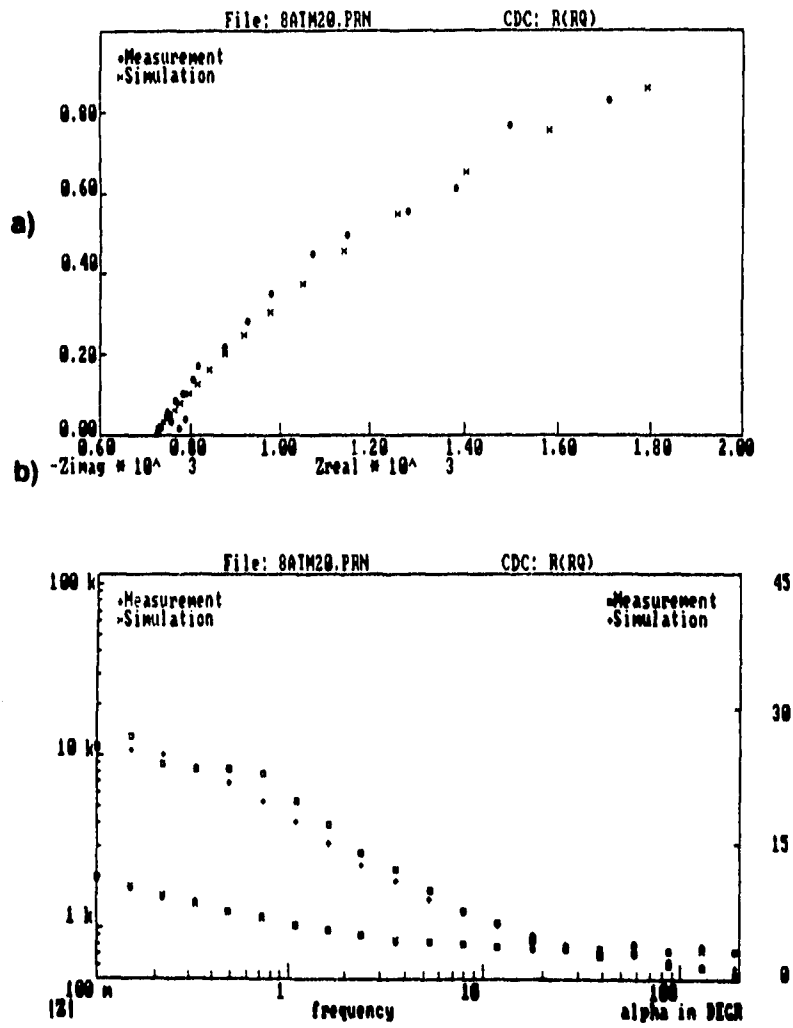 File: 8ATM20.PRN CDC: R(RQ)
Measurement
Simulation
0.80
0.60
a)
0.40
0.20
0.00
0.60 0.80 1.00 1.20 1.40 1.60 1.80 2.00
b) -Zimag * 10^ 3 Zreal * 10^ 3
File: 8ATM20.PRN CDC: R(RQ)
100 k 45
Measurement Measurement
Simulation Simulation
30
10 k
15
1 k
0
100 m 1 10 100
|Z| frequency alpha in DEGR